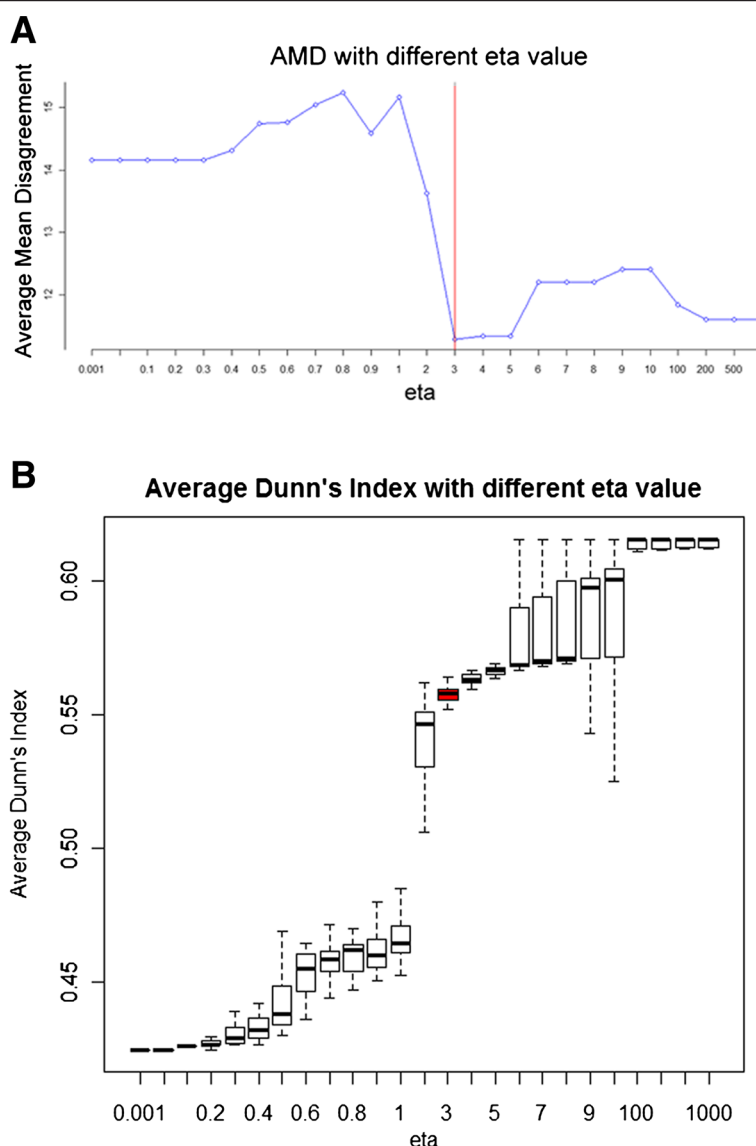 A
AMD with different eta value
Average Mean Disagreement
15
14
13
12
0.001 0.1 0.2 0.3 0.4 0.5 0.6 0.7 0.8 0.9 1 2 3 4 5 6 7 8 9 10 100 200 500
eta
B
Average Dunn's Index with different eta value
Average Dunn's Index
0.60
0.55
0.50
0.45
0.001 0.2 0.4 0.6 0.8 1 3 5 7 9 100 1000
eta